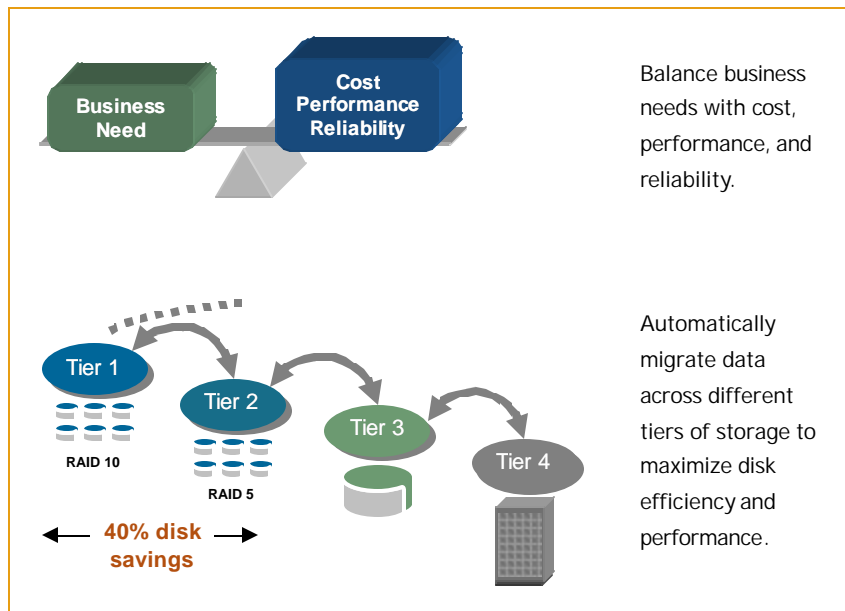 Business
Need
Cost
Performance
Reliability
Balance business
needs with cost,
performance, and
reliability.
Tier 1
RAID 10
Tier 2
RAID 5
Tier 3
Tier 4
40% disk
savings
Automatically
migrate data
across different
tiers of storage to
maximize disk
efficiency and
performance.